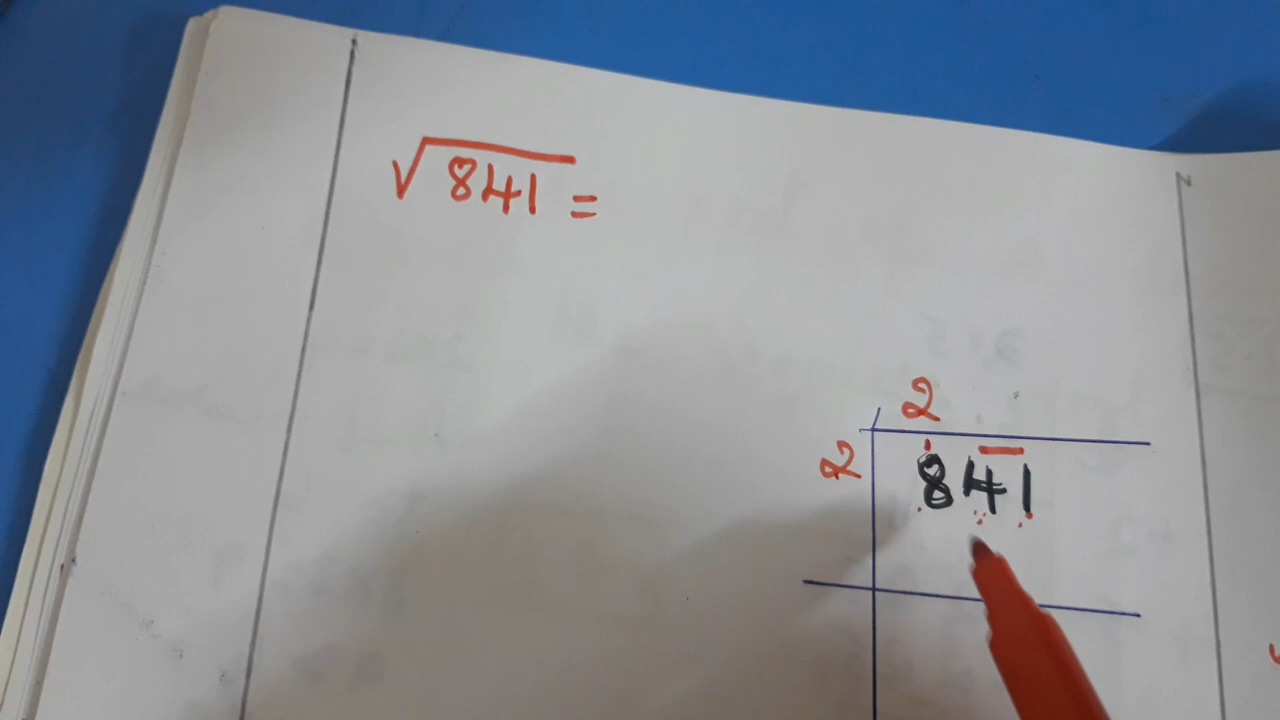 √841 =
2
2 841